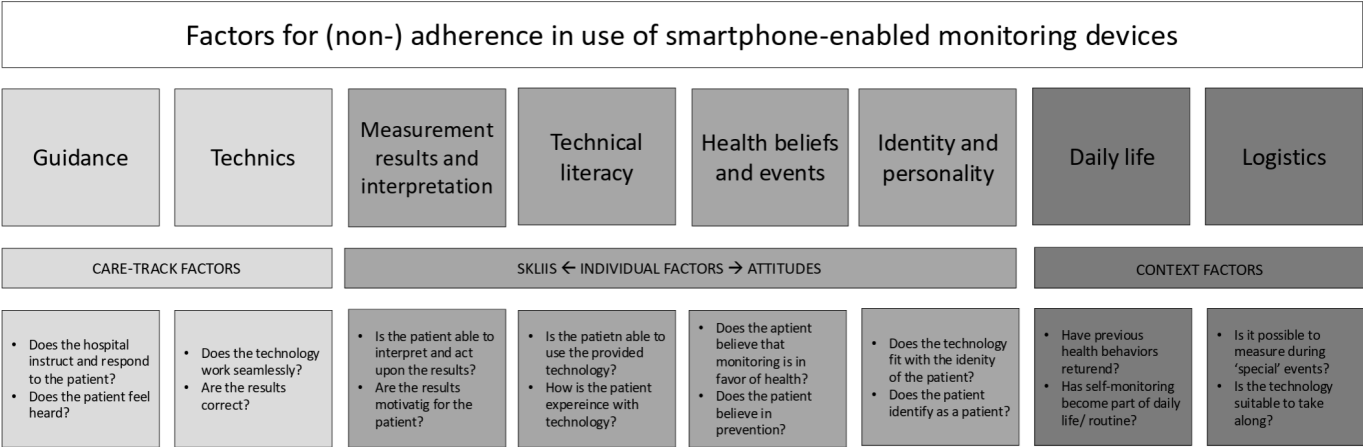 Factors for (non-) adherence in use of smartphone-enabled monitoring devices
Guidance
Technics
Measurement
results and
interpretation
Technical
literacy
Health beliefs
and events
Identity and
personality
Daily life
Logistics
CARE-TRACK FACTORS
SKLIIS ← INDIVIDUAL FACTORS → ATTITUDES
CONTEXT FACTORS
• Does the hospital
instruct and respond
to the patient?
• Does the patient feel
heard?
• Does the technology
work seamlessly?
• Are the results
correct?
• Is the patient able to
interpret and act
upon the results?
• Are the results
motivatig for the
patient?
• Is the patietn able to
use the provided
technology?
• How is the patient
expereince with
technology?
• Does the aptient
believe that
monitoring is in
favor of health?
• Does the patient
believe in
prevention?
• Does the technology
fit with the idenity
of the patient?
• Does the patient
identify as a patient?
• Have previous
health behaviors
returend?
• Has self-monitoring
become part of daily
life/ routine?
• Is it possible to
measure during
‘special’ events?
• Is the technology
suitable to take
along?